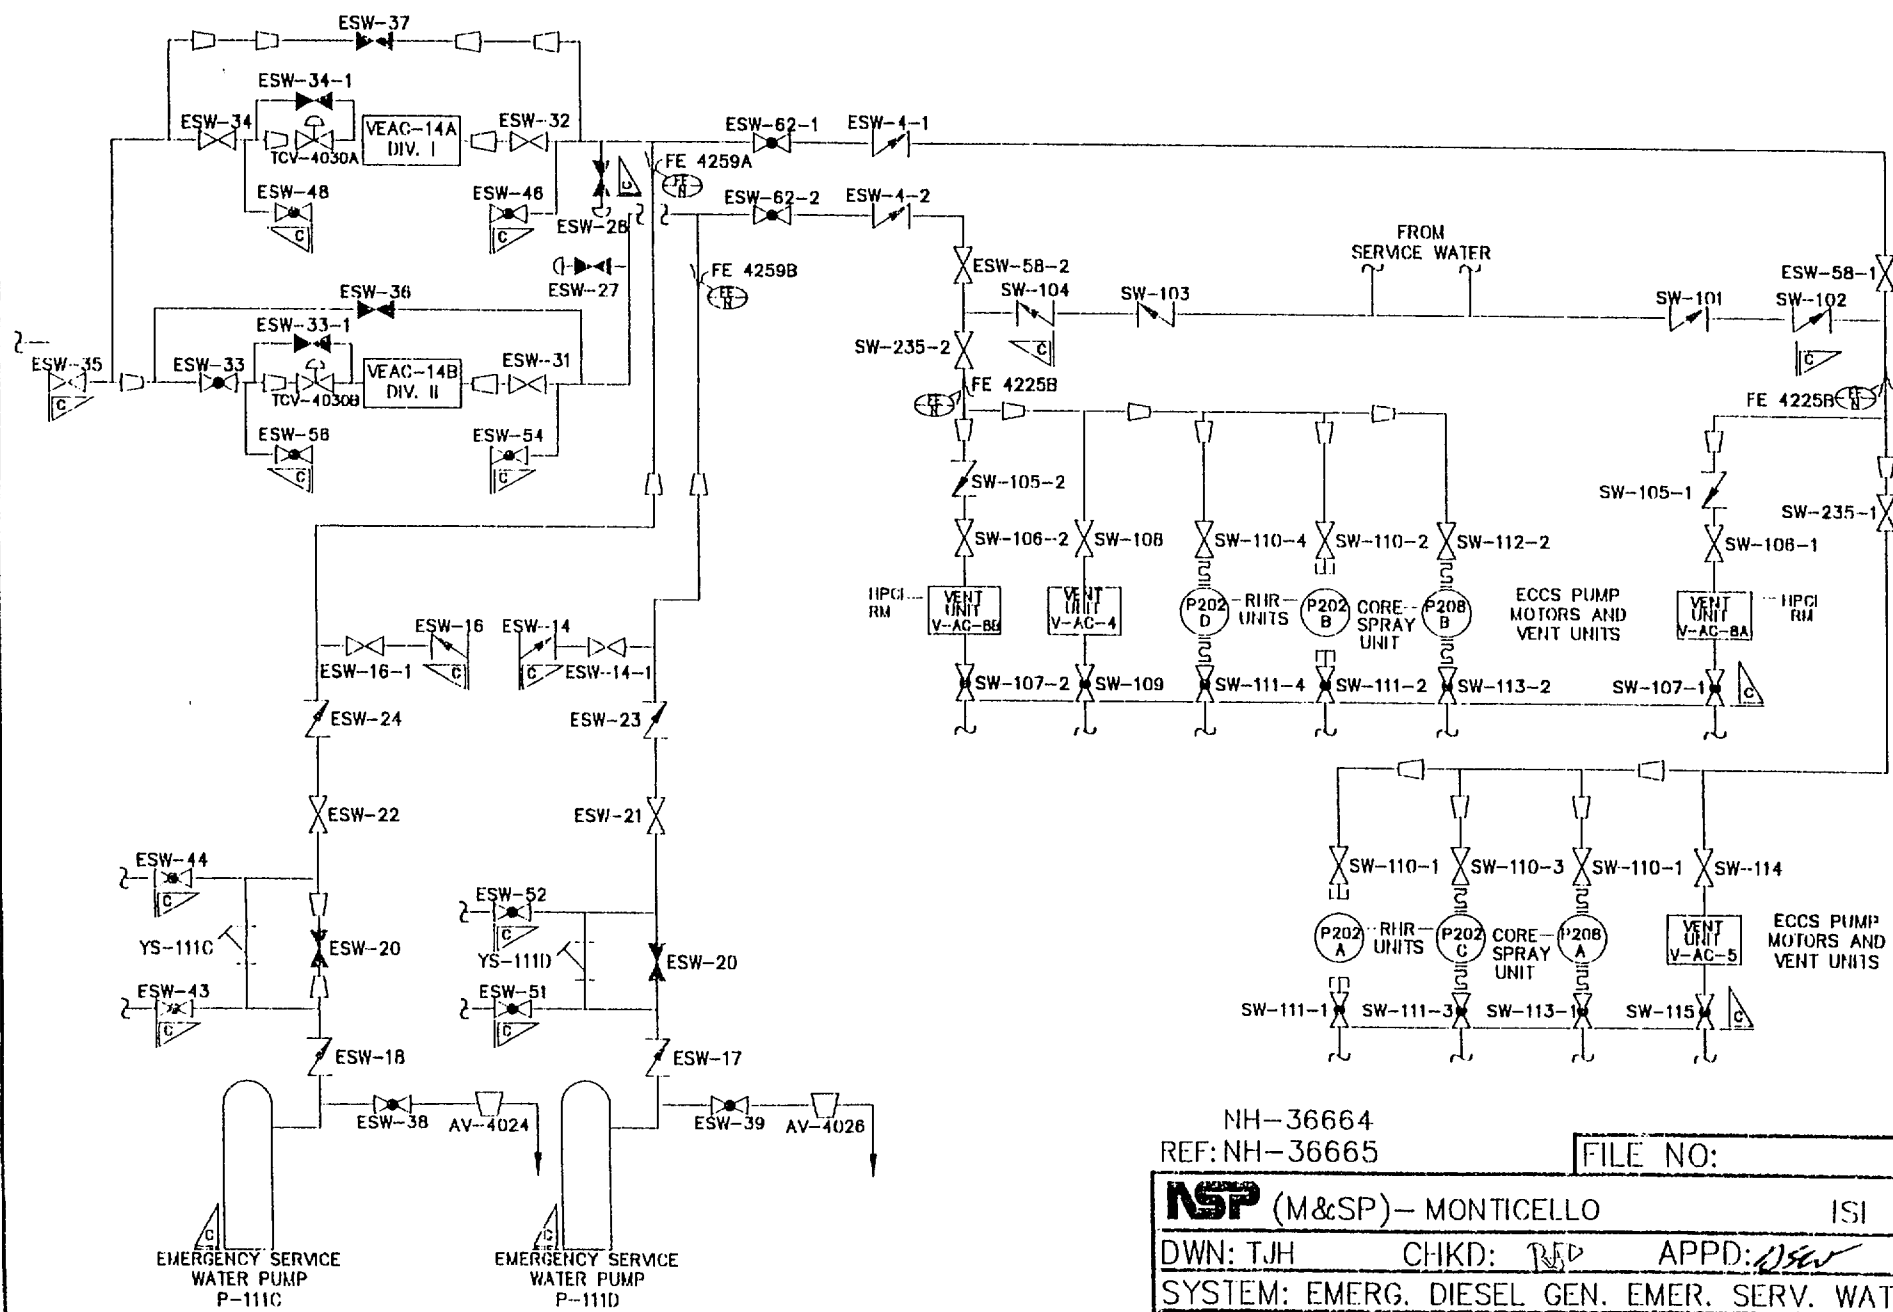 ESW-37
ESW-34-1
ESW-34
VEAC-14A
DIV. I
ESW-32
TCV-4030A
ESW-62-1
ESW-4-1
FE 4259A
FE
N
ESW-48
C
ESW-46
C
C
ESW-28
ESW-62-2
ESW-4-2
FE 4259B
FE
N
ESW-27
ESW-58-2
FROM
SERVICE WATER
ESW-58-1
SW-104
C
SW-103
SW-101
SW-102
C
ESW-36
ESW-33-1
ESW-35
C
ESW-33
VEAC-14B
DIV. II
ESW-31
TCV-4030B
ESW-56
C
ESW-54
C
SW-235-2
FE 4225B
FE
N
FE 4225B
FE
N
SW-105-2
SW-105-1
SW-235-1
SW-106-2
SW-108
SW-110-4
SW-110-2
SW-112-2
SW-106-1
HPCI
RM
VENT
UNIT
V-AC-8B
VENT
UNIT
V-AC-4
P202
D
RHR
UNITS
P202
B
CORE
SPRAY
UNIT
P208
B
ECCS PUMP
MOTORS AND
VENT UNITS
VENT
UNIT
V-AC-8A
HPCI
RM
SW-107-2
SW-109
SW-111-4
SW-111-2
SW-113-2
SW-107-1
C
ESW-16
C
ESW-16-1
ESW-14
C
ESW-14-1
ESW-24
ESW-23
ESW-22
ESW-21
ESW-44
C
YS-111C
ESW-20
ESW-43
C
ESW-18
ESW-52
C
YS-111D
ESW-20
ESW-51
C
ESW-17
SW-110-1
SW-110-3
SW-110-1
SW-114
P202
A
RHR
UNITS
P202
C
CORE
SPRAY
UNIT
P208
A
VENT
UNIT
V-AC-5
ECCS PUMP
MOTORS AND
VENT UNITS
SW-111-1
SW-111-3
SW-113-1
SW-115
C
ESW-38
AV-4024
ESW-39
AV-4026
C
EMERGENCY SERVICE
WATER PUMP
P-111C
C
EMERGENCY SERVICE
WATER PUMP
P-111D
NH-36664
REF: NH-36665
FILE NO:
NSP (M&SP)- MONTICELLO ISI
DWN: TJH CHKD: APPD:
SYSTEM: EMERG. DIESEL GEN. EMER. SERV. WAT